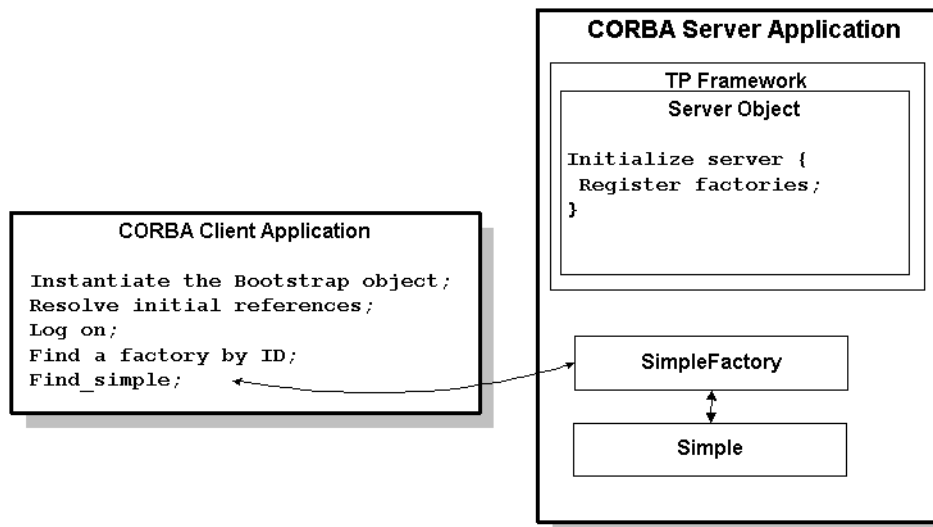 CORBA Server Application
TP Framework
Server Object
Initialize server {
Register factories;
}
CORBA Client Application
Instantiate the Bootstrap object;
Resolve initial references;
Log on;
Find a factory by ID;
Find_simple;
SimpleFactory
Simple